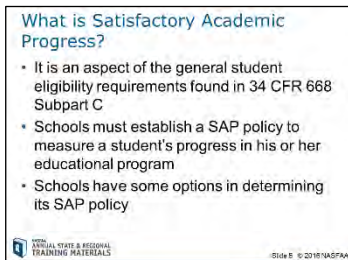 What is Satisfactory Academic
Progress?
• It is an aspect of the general student
eligibility requirements found in 34 CFR 668
Subpart C
• Schools must establish a SAP policy to
measure a student's progress in his or her
educational program
• Schools have some options in determining
its SAP policy
NASFAA
ANNUAL STATE & REGIONAL
TRAINING MATERIALS
Slide 5 © 2016 NASFAA